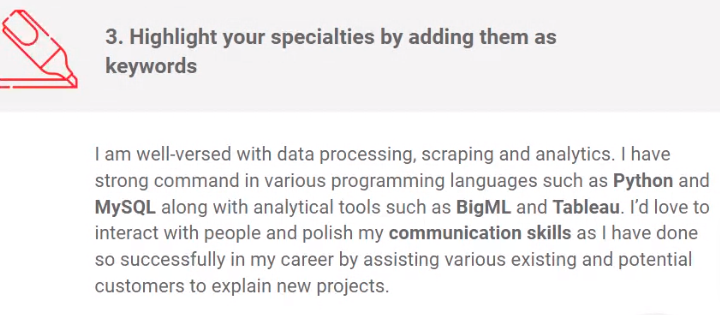 3. Highlight your specialties by adding them as
keywords
I am well-versed with data processing, scraping and analytics. I have
strong command in various programming languages such as Python and
MySQL along with analytical tools such as BigML and Tableau. I’d love to
interact with people and polish my communication skills as I have done
so successfully in my career by assisting various existing and potential
customers to explain new projects.